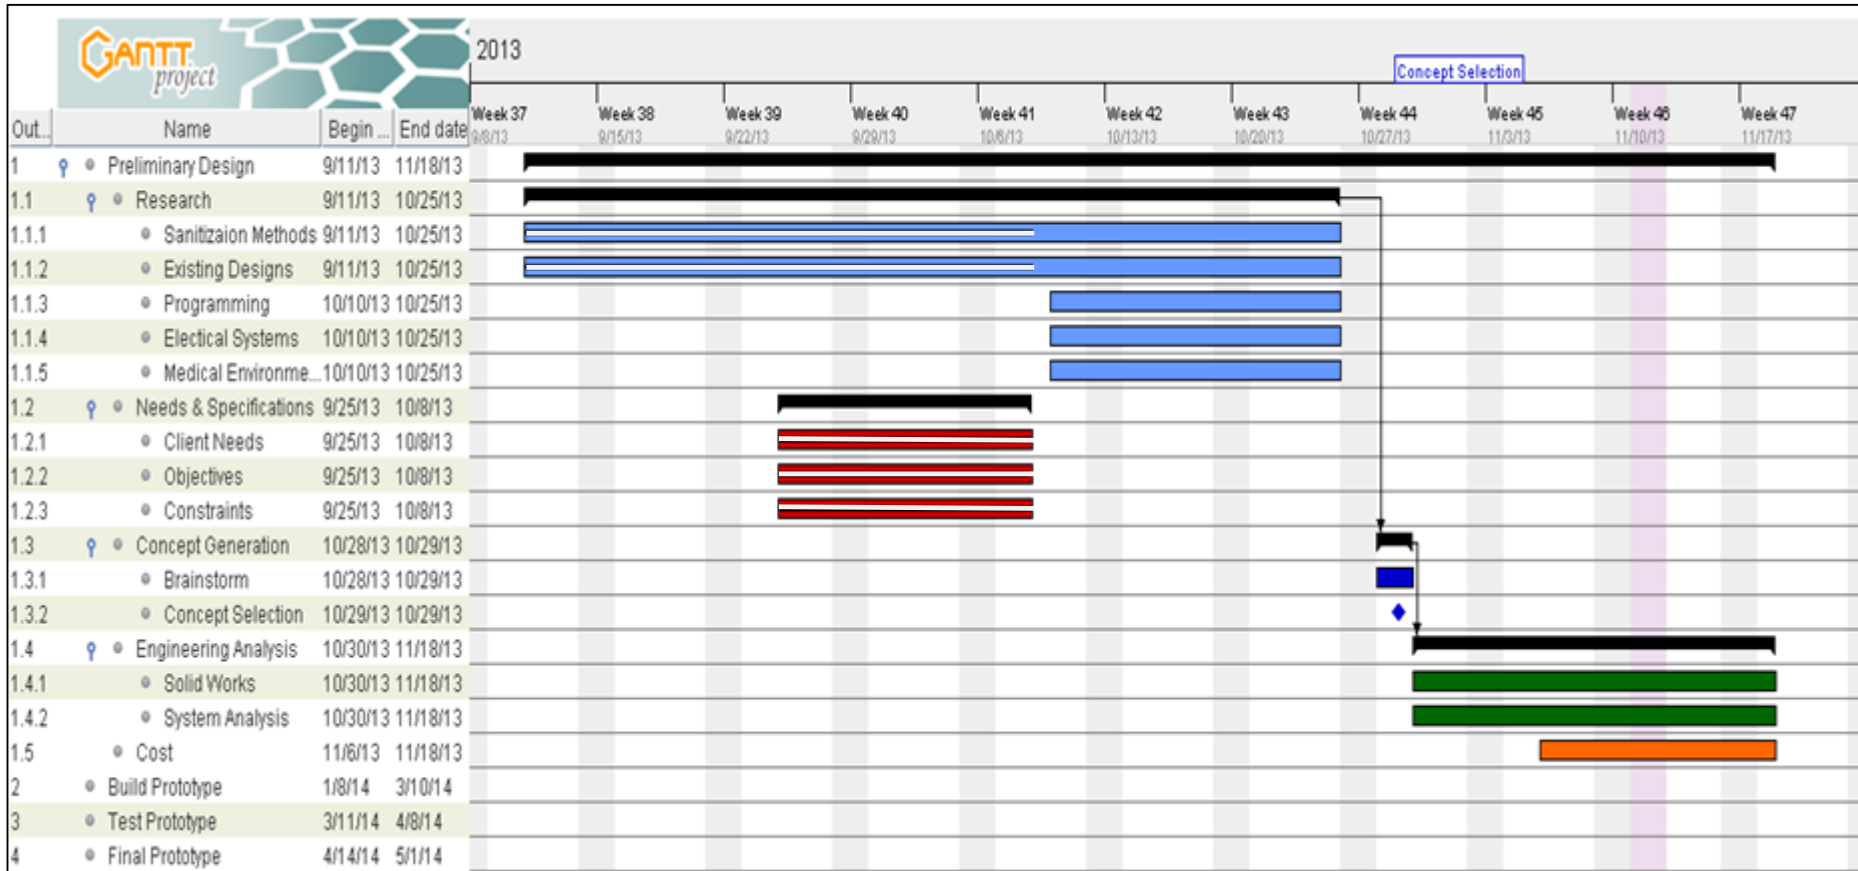 GANTT
project
2013
Concept Selection
Week 37 Week 38 Week 39 Week 40 Week 41 Week 42 Week 43 Week 44 Week 45 Week 46 Week 47
9/8/13 9/15/13 9/22/13 9/29/13 10/6/13 10/13/13 10/20/13 10/27/13 11/3/13 11/10/13 11/17/13
Out... Name Begin ... End date
1 Preliminary Design 9/11/13 11/18/13
1.1 Research 9/11/13 10/25/13
1.1.1 Sanitizaion Methods 9/11/13 10/25/13
1.1.2 Existing Designs 9/11/13 10/25/13
1.1.3 Programming 10/10/13 10/25/13
1.1.4 Electical Systems 10/10/13 10/25/13
1.1.5 Medical Environme... 10/10/13 10/25/13
1.2 Needs & Specifications 9/25/13 10/8/13
1.2.1 Client Needs 9/25/13 10/8/13
1.2.2 Objectives 9/25/13 10/8/13
1.2.3 Constraints 9/25/13 10/8/13
1.3 Concept Generation 10/28/13 10/29/13
1.3.1 Brainstorm 10/28/13 10/29/13
1.3.2 Concept Selection 10/29/13 10/29/13
1.4 Engineering Analysis 10/30/13 11/18/13
1.4.1 Solid Works 10/30/13 11/18/13
1.4.2 System Analysis 10/30/13 11/18/13
1.5 Cost 11/6/13 11/18/13
2 Build Prototype 1/8/14 3/10/14
3 Test Prototype 3/11/14 4/8/14
4 Final Prototype 4/14/14 5/1/14